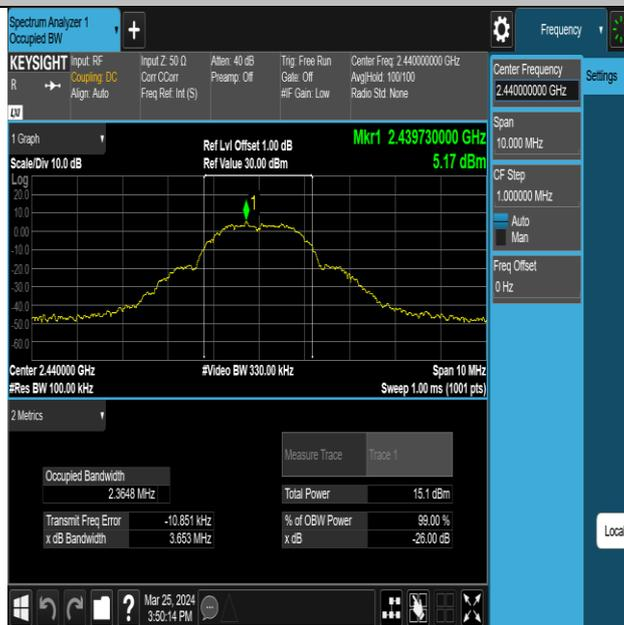 Spectrum Analyzer 1
Occupied BW
+
Frequency
KEYSIGHT
R
LXI
Input: RF
Coupling: DC
Align: Auto
Input Z: 50 Ω
Corr CCorr
Freq Ref: Int (S)
Atten: 40 dB
Preamp: Off
Trig: Free Run
Gate: Off
#IF Gain: Low
Center Freq: 2.440000000 GHz
Avg|Hold: 100/100
Radio Std: None
Center Frequency
2.440000000 GHz
Settings
Span
10.000 MHz
CF Step
1.000000 MHz
Auto
Man
Freq Offset
0 Hz
Local
1 Graph
Scale/Div 10.0 dB
Ref Lvl Offset 1.00 dB
Ref Value 30.00 dBm
Mkr1 2.439730000 GHz
5.17 dBm
Log
20.0
10.0
0.00
-10.0
-20.0
-30.0
-40.0
-50.0
-60.0
1
Center 2.440000 GHz
#Video BW 330.00 kHz
Span 10 MHz
#Res BW 100.00 kHz
Sweep 1.00 ms (1001 pts)
2 Metrics
Measure Trace
Trace 1
Occupied Bandwidth
2.3648 MHz
Total Power
15.1 dBm
Transmit Freq Error
-10.851 kHz
% of OBW Power
99.00 %
x dB Bandwidth
3.653 MHz
x dB
-26.00 dB
?
Mar 25, 2024
3:50:14 PM